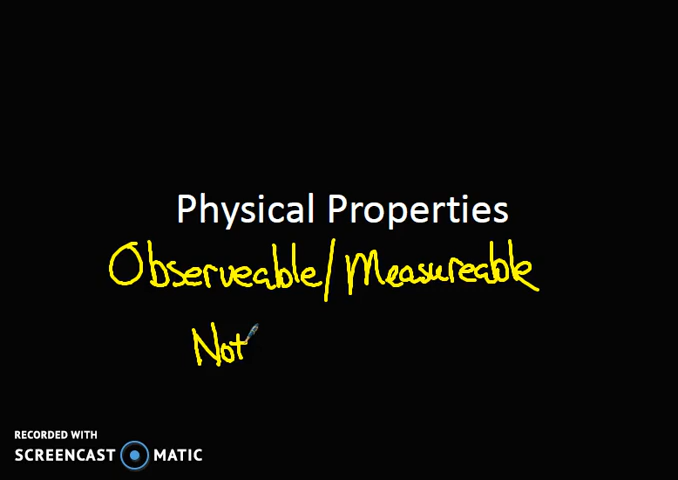 Physical Properties
Observeable/Measureable
Not
RECORDED WITH
SCREENCAST MATIC